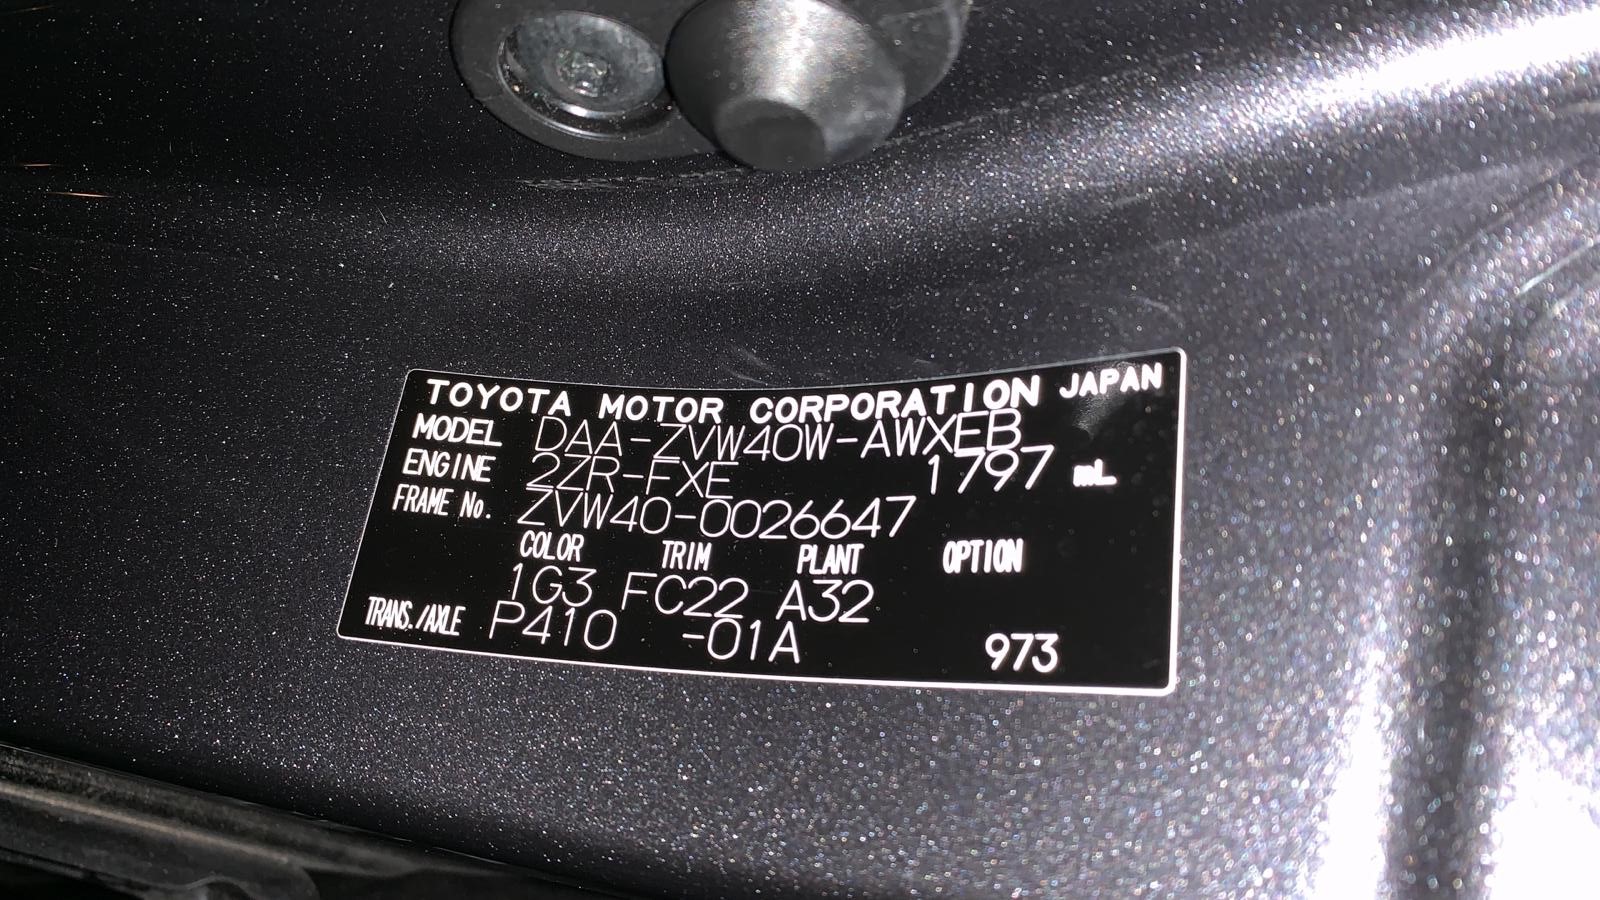 TOYOTA MOTOR CORPORATION JAPAN
MODEL DAA-ZVW40W-AWXEB
ENGINE 2ZR-FXE 1797 mL
FRAME No. ZVW40-0026647
COLOR TRIM PLANT OPTION
1G3 FC22 A32
TRANS./AXLE P410 -01A 973